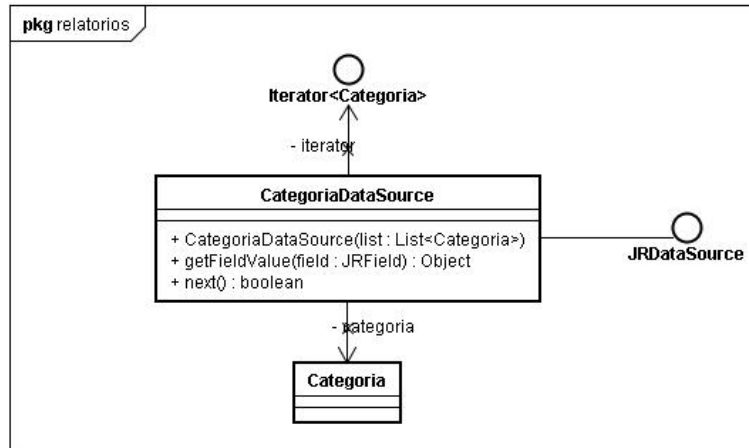 pkg relatorios
Iterator<Categoria>
- iterator
CategoriaDataSource
+ CategoriaDataSource(list : List<Categoria>)
+ getFieldValue(field : JRField) : Object
+ next() : boolean
JRDataSource
- categoria
Categoria